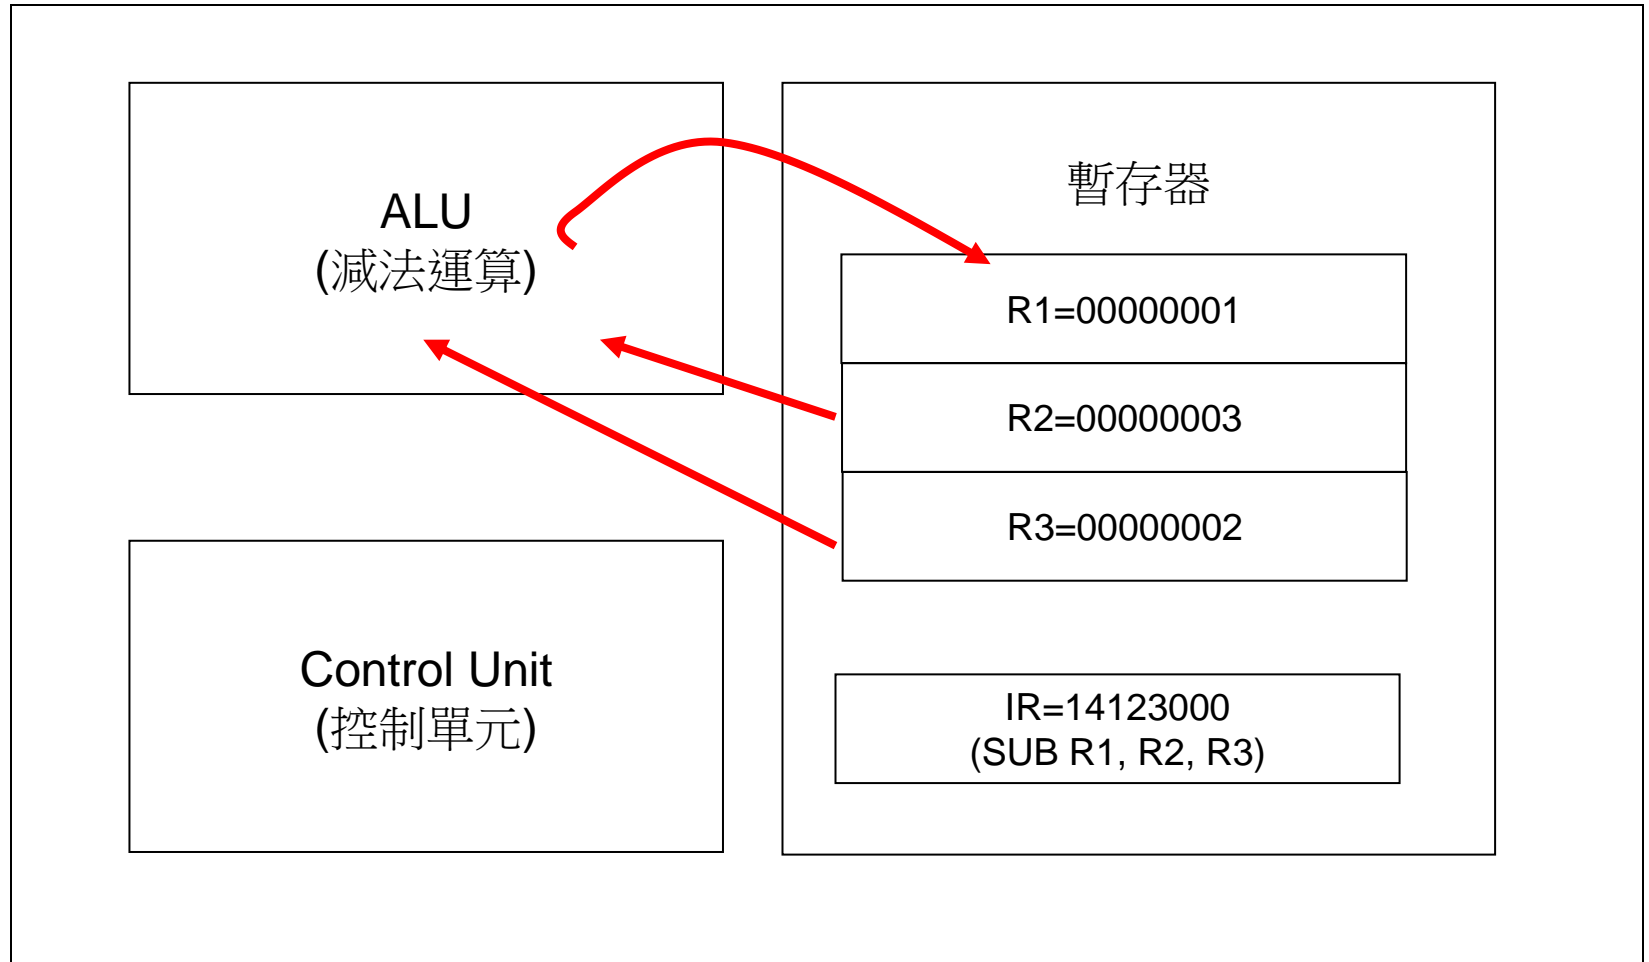 ALU
(減法運算)
Control Unit
(控制單元)
暫存器
R1=00000001
R2=00000003
R3=00000002
IR=14123000
(SUB R1, R2, R3)